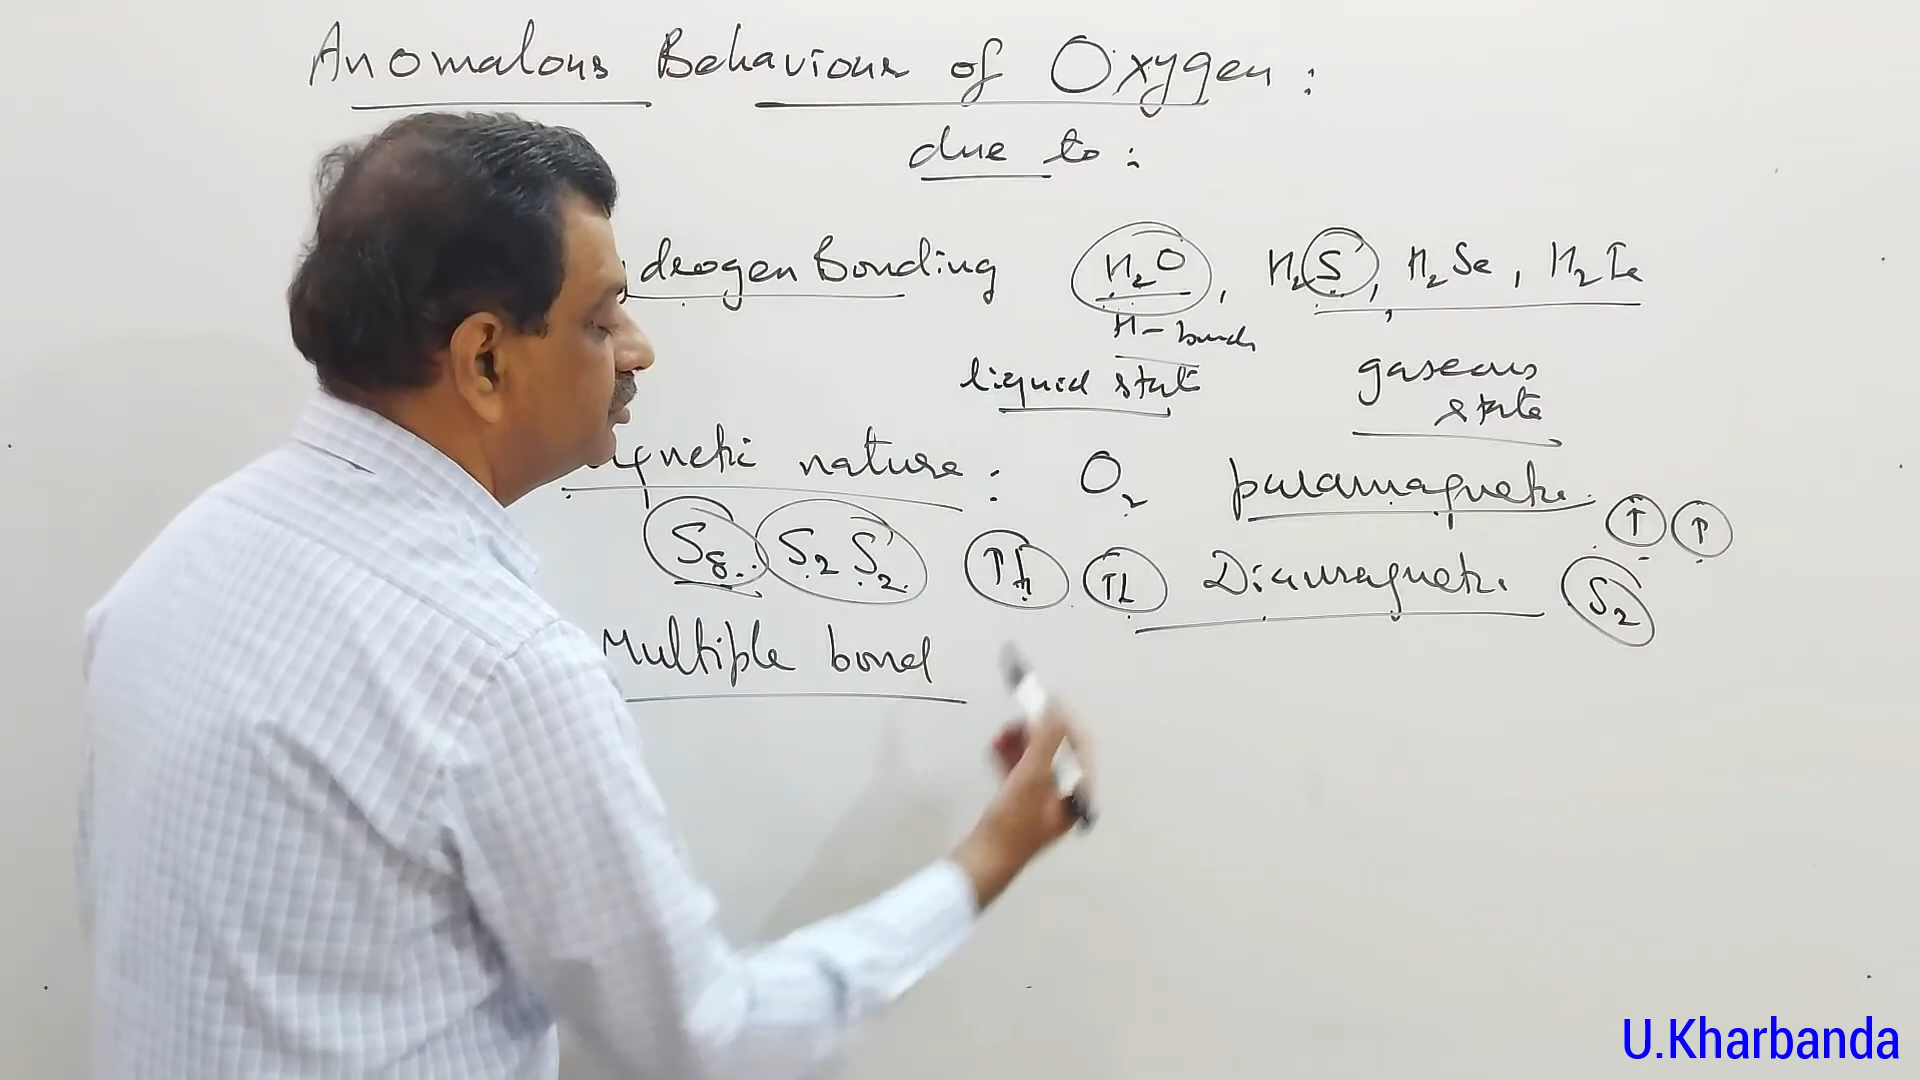 Anomalous Behaviour of Oxygen :
due to :
drogen Bonding H₂O , H₂S , H₂Se , H₂Te
H-bonds
liquid state gaseous
state
gnetic nature : O₂ paramagnetic ↑ ↑
S₈ S₂ S₂ ↑↓ ↑↓ Diamagnetic S₂
Multiple bond
U.Kharbanda